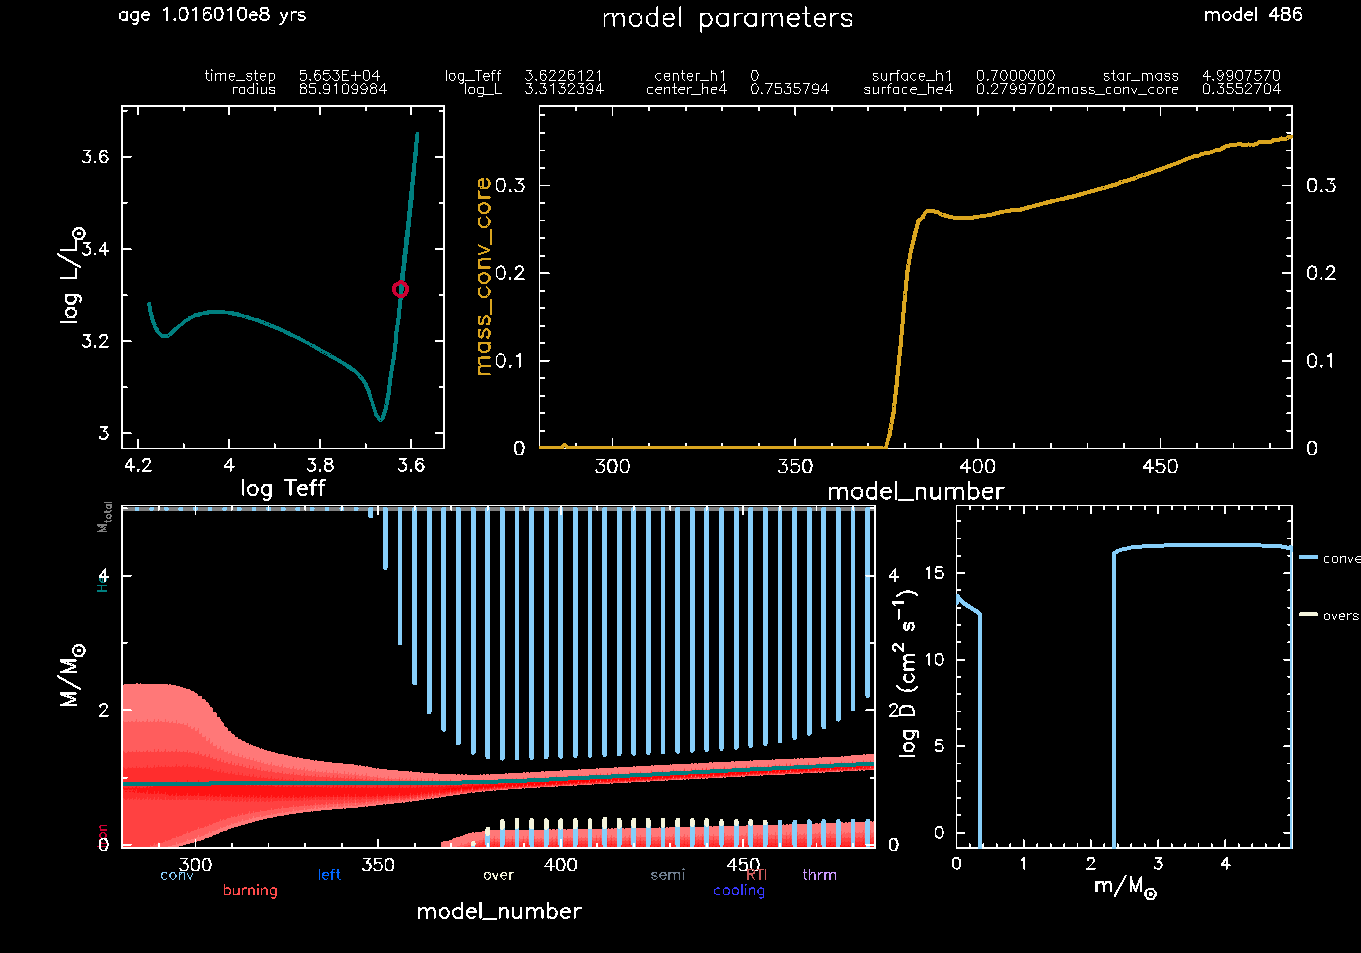 age 1.016010e8 yrs model parameters model 486
time_step 5.653E+04 log_Teff 3.6226121 center_h1 0 surface_h1 0.7000000 star_mass 4.9907570
radius 85.9109984 log_L 3.3132394 center_he4 0.7535794 surface_he4 0.2799702 mass_conv_core 0.3552704
log L/L⊙
3.6
3.4
3.2
3
4.2 4 3.8 3.6
log Teff
mass_conv_core
0.3 0.3
0.2 0.2
0.1 0.1
0 0
300 350 400 450
model_number
M/M⊙
Mtotal
He
4 4
2 2
0 0
300 350 400 450
conv left over semi RTI thrm
burning cooling
model_number
log D (cm² s⁻¹)
15
10
5
0
0 1 2 3 4
m/M⊙
conve
overs